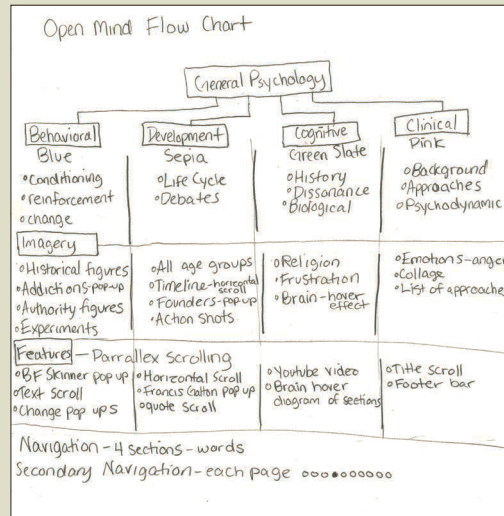 Open Mind Flow Chart
General Psychology
Behavioral
Blue
Conditioning
reinforcement
change
Development
Sepia
Life Cycle
Debates
Cognitive
Green Slate
History
Dissonance
Biological
Clinical
Pink
Background
Approaches
Psychodynamic
Imagery
Historical figures
Addictions-pop up
Authority figures
Experiments
All age groups
Timeline-horizontal
scroll
Founders-pop up
Action shots
Religion
Frustration
Brain-hover
effect
Emotions-anger
Collage
List of approaches
Features - Parrallex Scrolling
BF Skinner pop up
Text scroll
Change pop ups
Horizontal Scroll
Francis Galton pop up
quote scroll
Youtube video
Brain hover
diagram of sections
Title scroll
Footer bar
Navigation - 4 sections - words
Secondary Navigation - each page